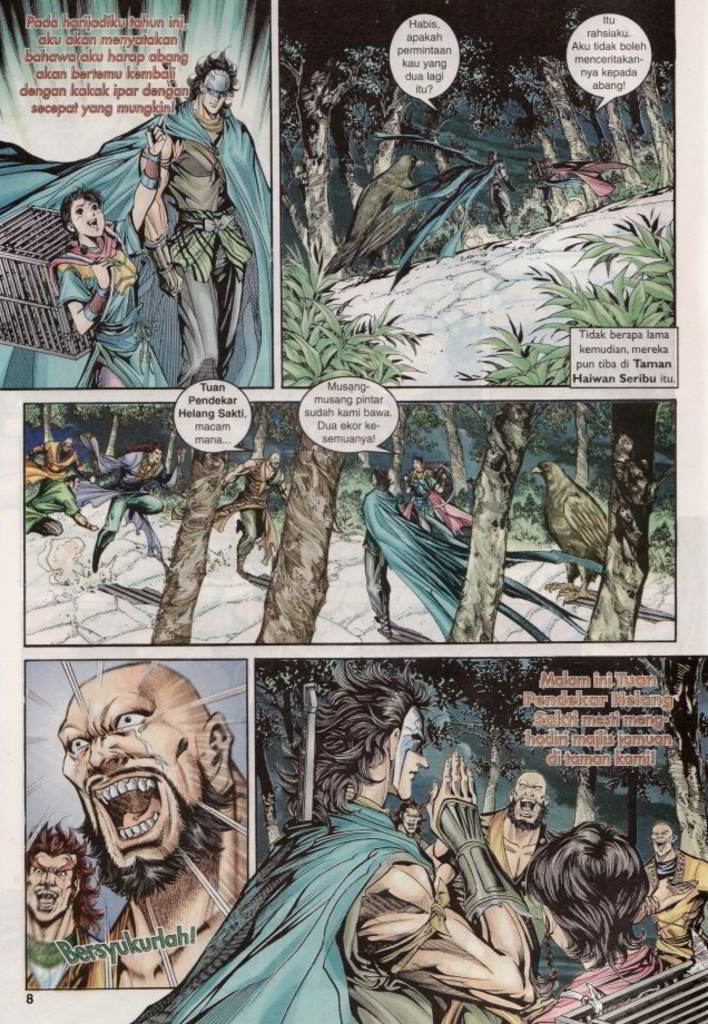 Pada harijadiku tahun ini,
aku akan menyatakan
bahawa aku harap abang
akan bertemu kembali
dengan kakak ipar dengan
secepat yang mungkin!
Habis,
apakah
permintaan
kau yang
dua lagi
itu?
Itu
rahsiaku.
Aku tidak boleh
menceritakan-
nya kepada
abang!
Tidak berapa lama
kemudian, mereka
pun tiba di Taman
Haiwan Seribu itu.
Tuan
Pendekar
Helang Sakti,
macam
mana...
Musang-
musang pintar
sudah kami bawa.
Dua ekor ke-
semuanya!
Bersyukurlah!
Malam ini Tuan
Pendekar Helang
Sakti mesti meng-
hadiri majlis jamuan
di taman kami!
8